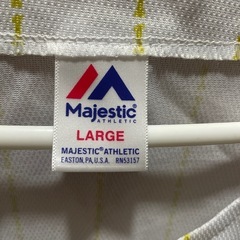 Majestic®
ATHLETIC
LARGE
MAJESTIC® ATHLETIC
EASTON, PA, U.S.A. RN53157